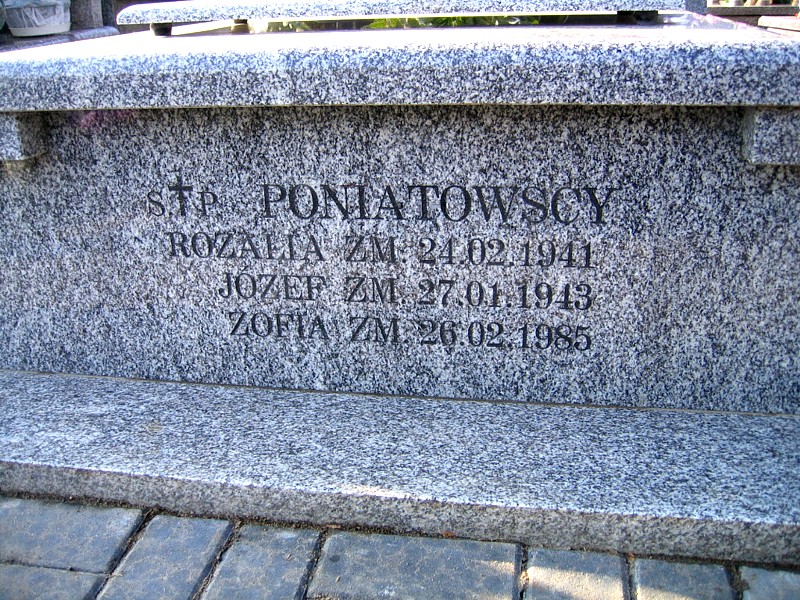 S✝P PONIATOWSCY
ROZALIA ZM. 24.02.1941
JÓZEF ZM. 27.01.1943
ZOFIA ZM. 26.02.1985